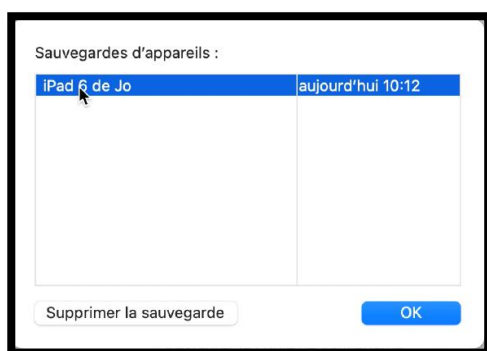 Sauvegardes d’appareils :
iPad 6 de Jo aujourd’hui 10:12
Supprimer la sauvegarde OK